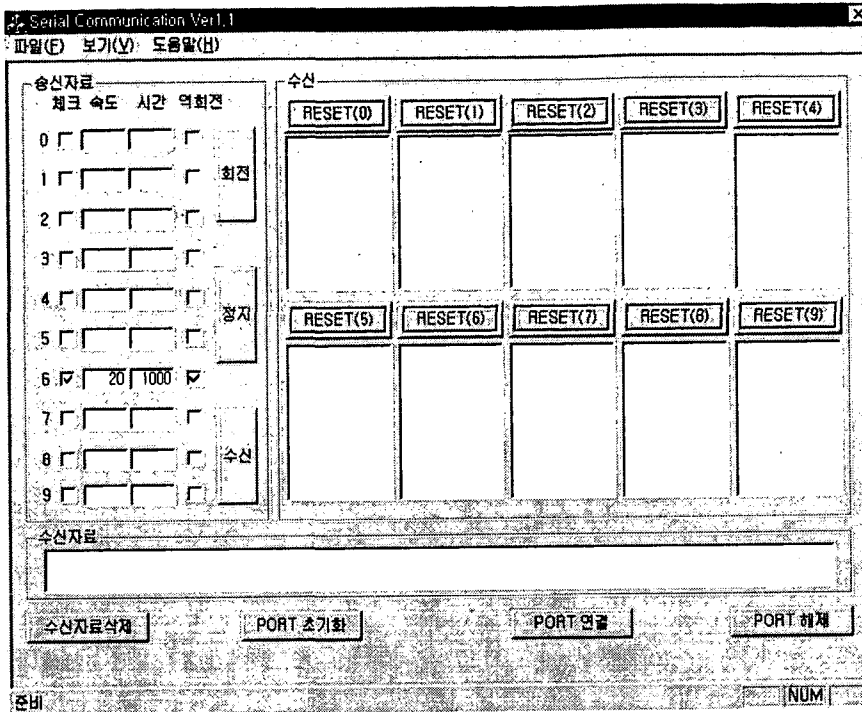 Serial Communication Ver1,1
파일(F) 보기(V) 도움말(H)
송신자료
체크 속도 시간 역회전
0
1
2
3
4
5
6 20 1000
7
8
9
회전
정지
수신
수신
RESET(0) RESET(1) RESET(2) RESET(3) RESET(4)
RESET(5) RESET(6) RESET(7) RESET(8) RESET(9)
수신자료
수신자료삭제 PORT 초기화 PORT 연결 PORT 해제
준비 NUM